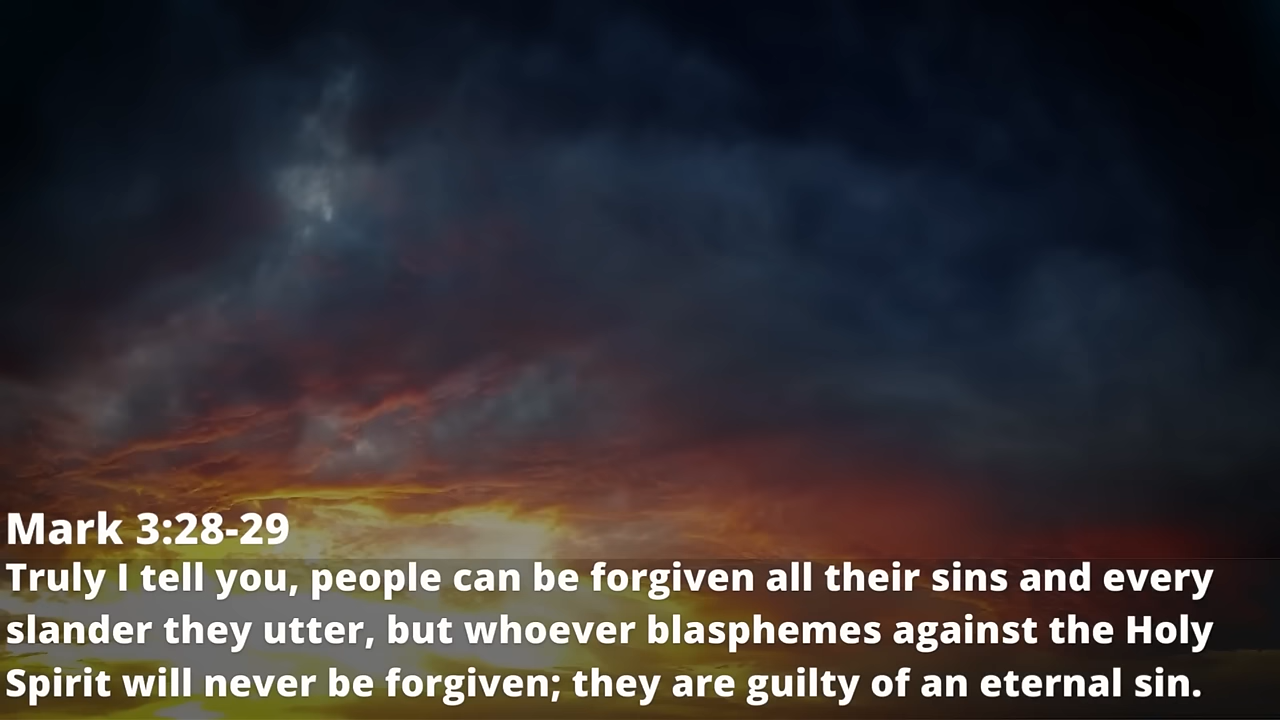 Mark 3:28-29
Truly I tell you, people can be forgiven all their sins and every
slander they utter, but whoever blasphemes against the Holy
Spirit will never be forgiven; they are guilty of an eternal sin.